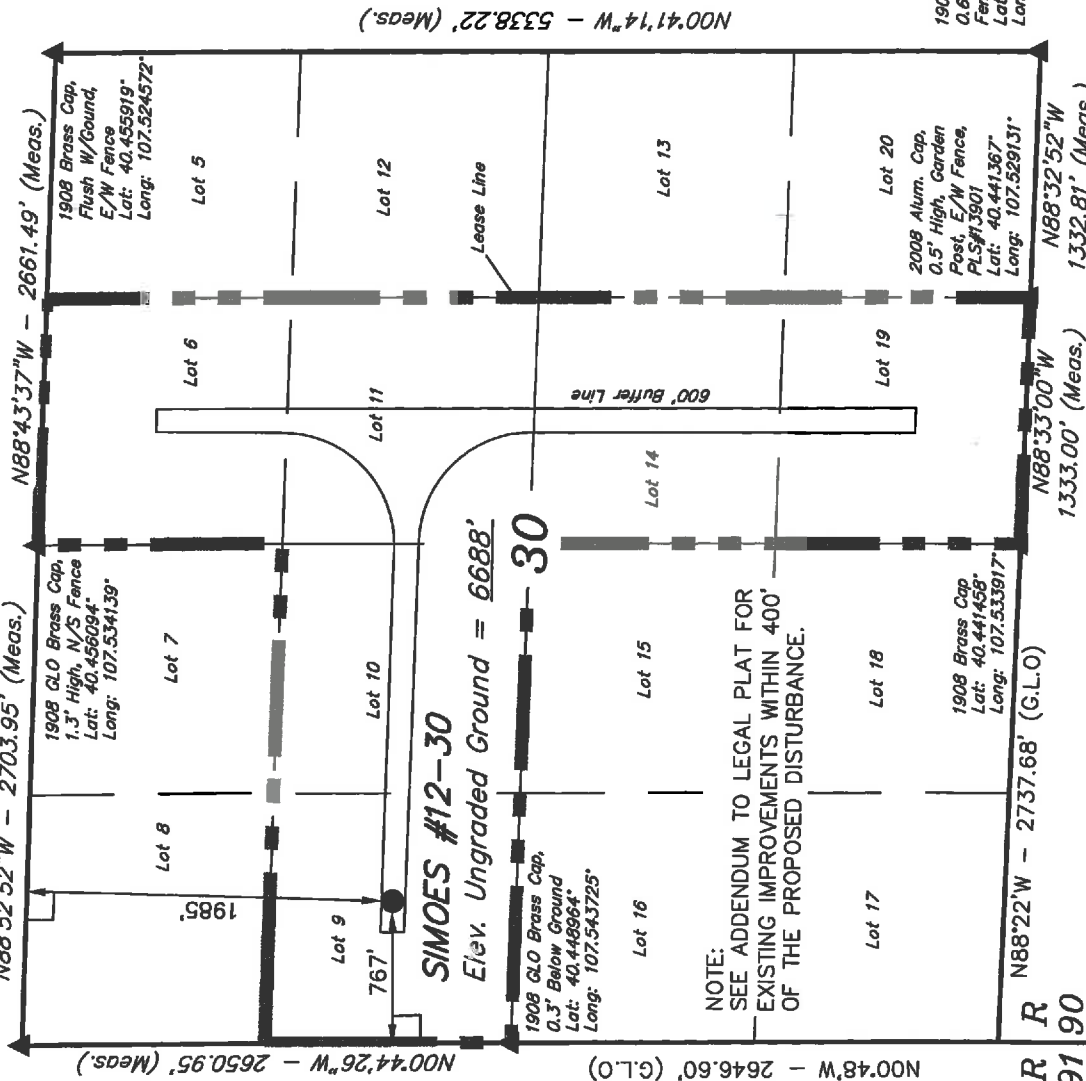 N00°41'14"W - 5338.22' (Meas.)
190
0.6
Fen
Lat
Lon
N88°52'52"W - 2703.95' (Meas.)
N88°43'37"W - 2661.49' (Meas.)
1908 Brass Cap,
Flush W/Gound,
E/W Fence
Lat: 40.455919°
Long: 107.524572°
1908 GLO Brass Cap,
1.3' High, N/S Fence
Lat: 40.456094°
Long: 107.534139°
Lot 5
Lot 6
Lot 7
Lot 8
1985'
Lot 9
767'
Lot 10
Lot 11
Lot 12
Lease Line
SIMOES #12-30
Elev. Ungraded Ground = 6688'
30
600' Buffer Line
1908 GLO Brass Cap,
0.3' Below Ground
Lat: 40.448964°
Long: 107.543725°
Lot 16
Lot 15
Lot 14
Lot 13
NOTE:
SEE ADDENDUM TO LEGAL PLAT FOR
EXISTING IMPROVEMENTS WITHIN 400'
OF THE PROPOSED DISTURBANCE.
Lot 17
Lot 18
Lot 19
Lot 20
1908 Brass Cap
Lat: 40.441458°
Long: 107.533917°
2008 Alum. Cap,
0.5' High, Garden
Post, E/W Fence,
PLS#13901
Lat: 40.441367°
Long: 107.529131°
N00°44'26"W - 2650.95' (Meas.)
N00°48'W - 2646.60' (G.L.O)
N88°22'W - 2737.68' (G.L.O)
N88°33'00"W
1333.00' (Meas.)
N88°32'52"W
1332.81' (Meas.)
R R
91 90